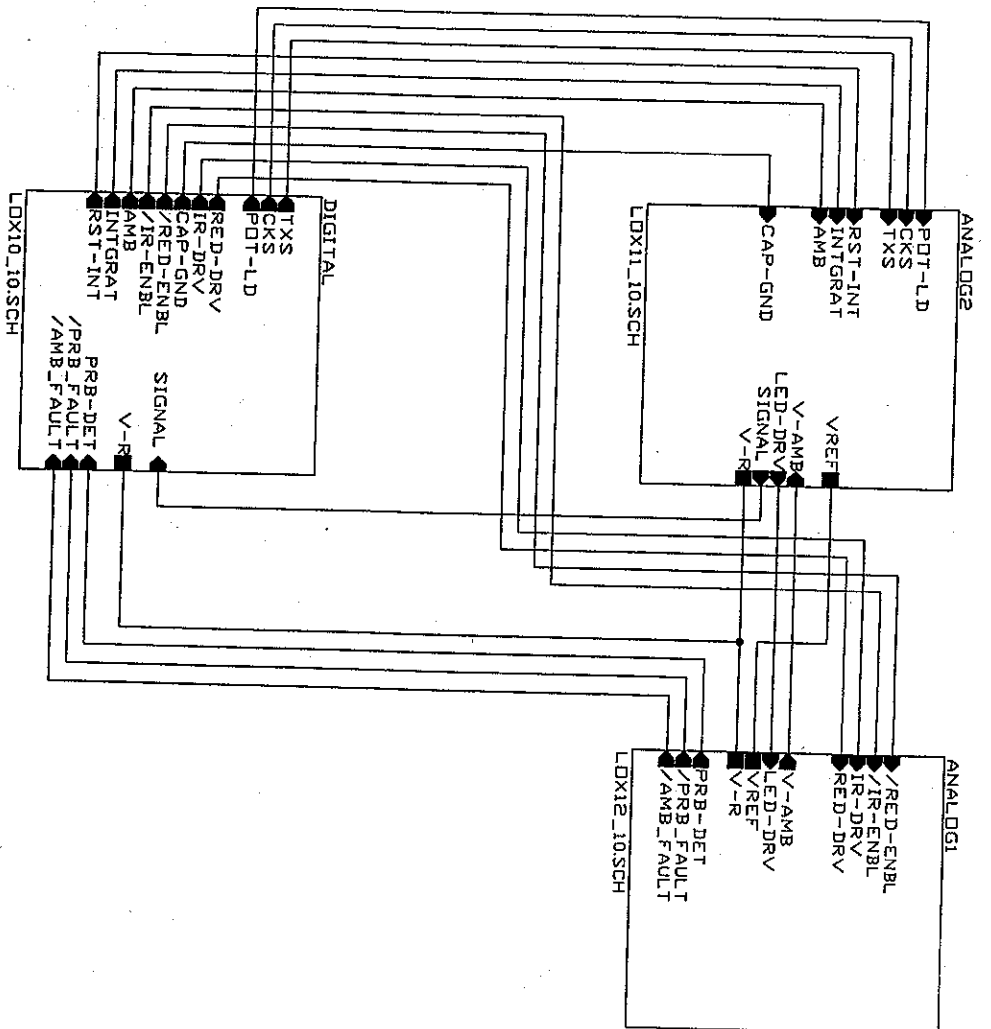 ANALOG2
POT-LD
CKS
TXS
RST-INT
INTGRAT
AMB
CAP-GND
VREF
V-AMB
LED-DRV
SIGNAL
V-R
LOX11_10.SCH
ANALOG1
/RED-ENBL
/IR-ENBL
IR-DRV
RED-DRV
V-AMB
LED-DRV
VREF
V-R
PRB-DET
/PRB_FAULT
/AMB_FAULT
LOX12_10.SCH
DIGITAL
TXS
CKS
POT-LD
RED-DRV
IR-DRV
CAP-GND
/RED-ENBL
/IR-ENBL
AMB
INTGRAT
RST-INT
SIGNAL
V-R
PRB-DET
/PRB_FAULT
/AMB_FAULT
LOX10_10.SCH